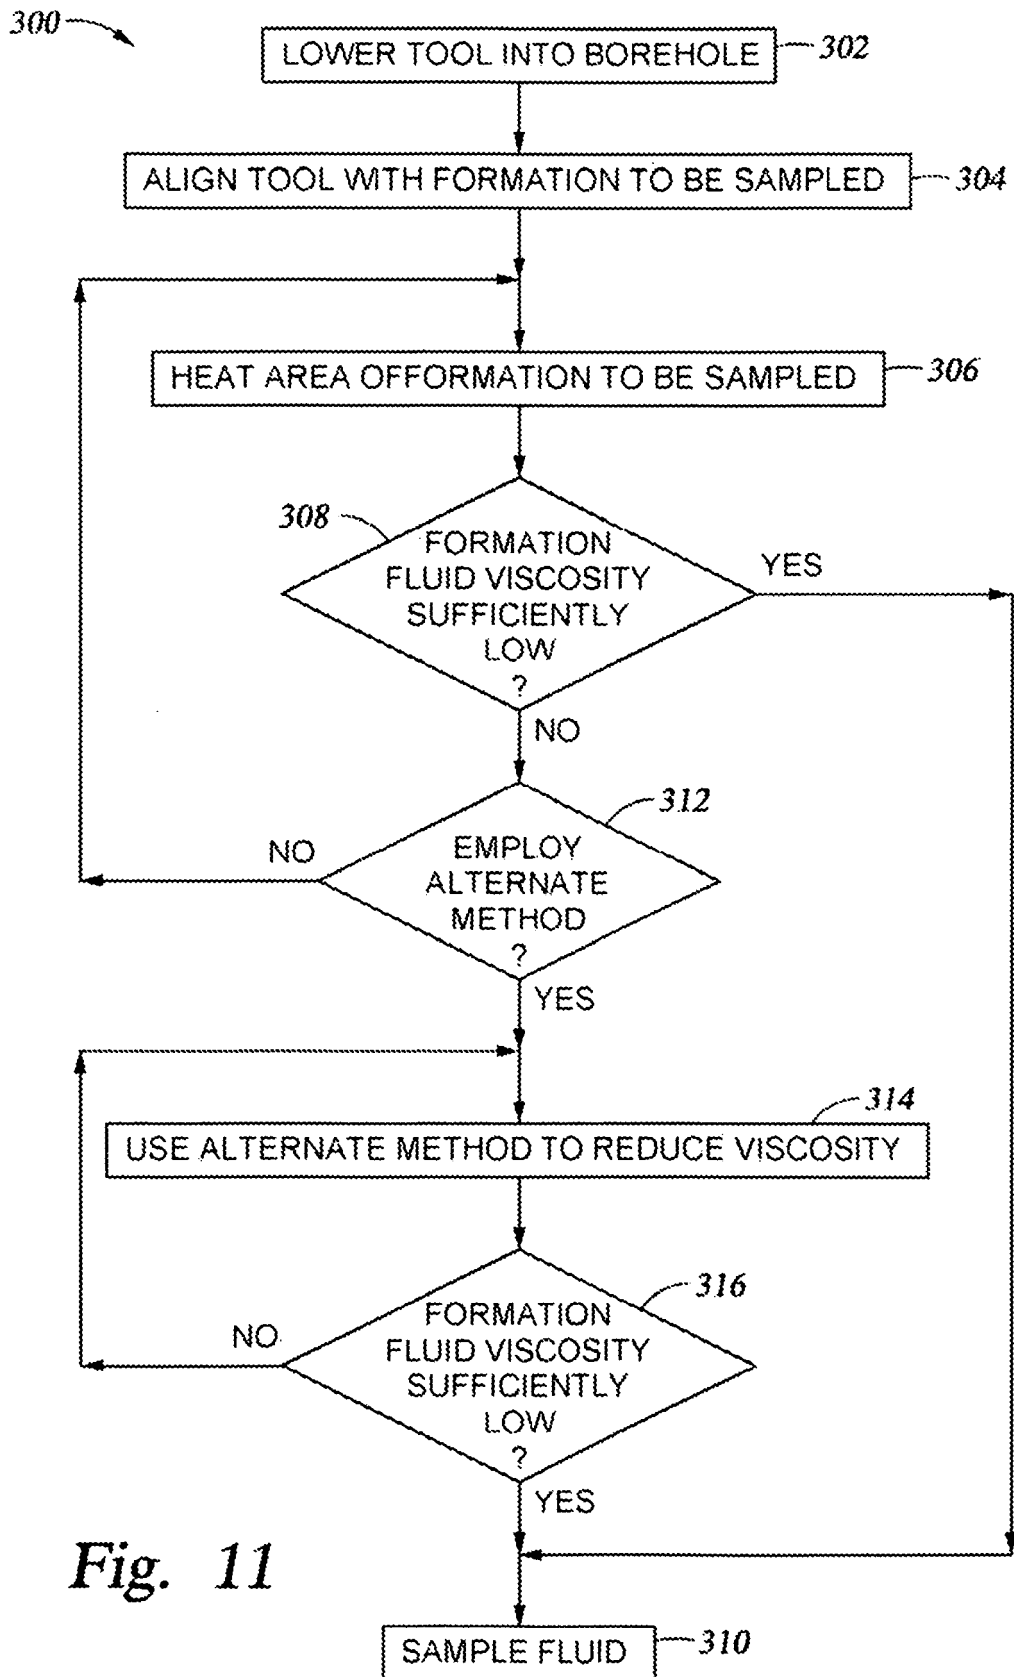 300
LOWER TOOL INTO BOREHOLE
302
ALIGN TOOL WITH FORMATION TO BE SAMPLED
304
HEAT AREA OFFORMATION TO BE SAMPLED
306
308
FORMATION
FLUID VISCOSITY
SUFFICIENTLY
LOW
?
YES
NO
312
EMPLOY
ALTERNATE
METHOD
?
NO
YES
314
USE ALTERNATE METHOD TO REDUCE VISCOSITY
316
FORMATION
FLUID VISCOSITY
SUFFICIENTLY
LOW
?
NO
YES
Fig. 11
SAMPLE FLUID
310